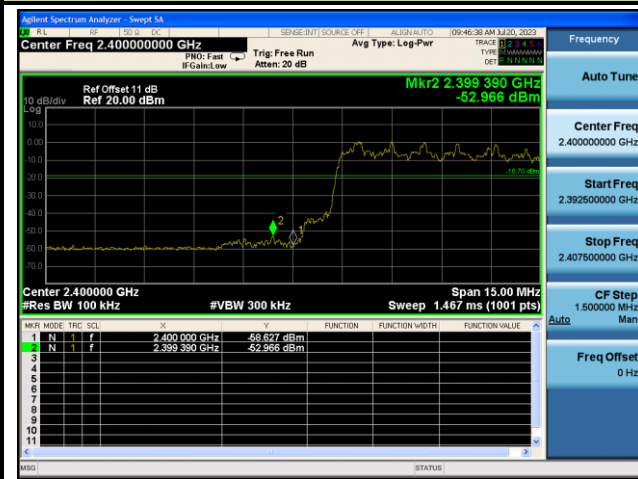 Agilent Spectrum Analyzer - Swept SA
RL RF 50 Ω DC SENSE:INT SOURCE OFF ALIGN AUTO 09:46:38 AM Jul 20, 2023
Center Freq 2.400000000 GHz
PNO: Fast
IFGain:Low
Trig: Free Run
Atten: 20 dB
Avg Type: Log-Pwr
TRACE 1 2 3 4 5 6
TYPE
DET P N N N N N
Ref Offset 11 dB
10 dB/div Ref 20.00 dBm
Log
Mkr2 2.399 390 GHz
-52.966 dBm
10.0
0.00
-10.0
-18.70 dBm
-20.0
-30.0
-40.0
-50.0
-60.0
-70.0
2
1
Center 2.400000 GHz
Span 15.00 MHz
#Res BW 100 kHz #VBW 300 kHz Sweep 1.467 ms (1001 pts)
MKR MODE TRC SCL X Y FUNCTION FUNCTION WIDTH FUNCTION VALUE
1 N 1 f 2.400 000 GHz -58.627 dBm
2 N 1 f 2.399 390 GHz -52.966 dBm
3
4
5
6
7
8
9
10
11
MSG STATUS
Frequency
Auto Tune
Center Freq
2.400000000 GHz
Start Freq
2.392500000 GHz
Stop Freq
2.407500000 GHz
CF Step
1.500000 MHz
Auto Man
Freq Offset
0 Hz